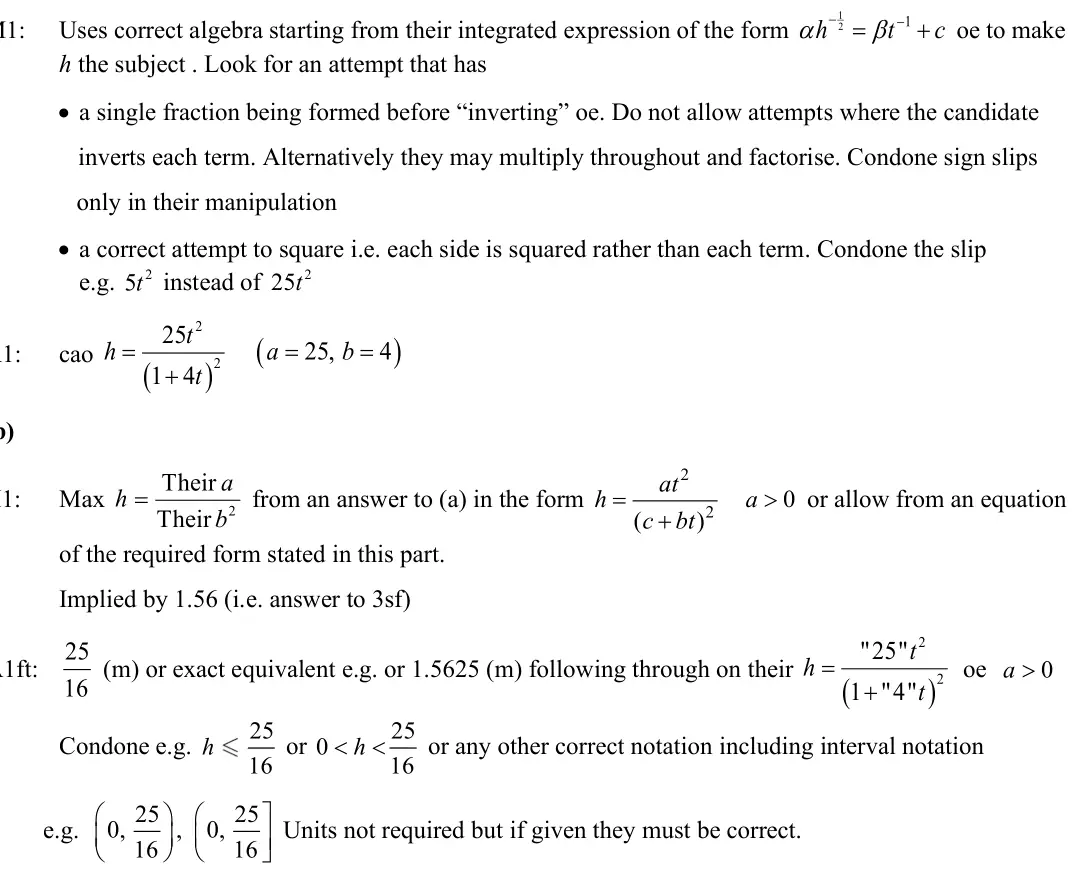 M1: Uses correct algebra starting from their integrated expression of the form αh^(−1/2) = βt^(−1) + c oe to make
h the subject . Look for an attempt that has
• a single fraction being formed before “inverting” oe. Do not allow attempts where the candidate
inverts each term. Alternatively they may multiply throughout and factorise. Condone sign slips
only in their manipulation
• a correct attempt to square i.e. each side is squared rather than each term. Condone the slip
e.g. 5t² instead of 25t²
1: cao h = 25t²/(1+4t)² (a = 25, b = 4)
b)
1: Max h = Their a/Their b² from an answer to (a) in the form h = at²/(c+bt)² a > 0 or allow from an equation
of the required form stated in this part.
Implied by 1.56 (i.e. answer to 3sf)
1ft: 25/16 (m) or exact equivalent e.g. or 1.5625 (m) following through on their h = "25"t²/(1+"4"t)² oe a > 0
Condone e.g. h ⩽ 25/16 or 0 < h < 25/16 or any other correct notation including interval notation
e.g. (0, 25/16), (0, 25/16] Units not required but if given they must be correct.